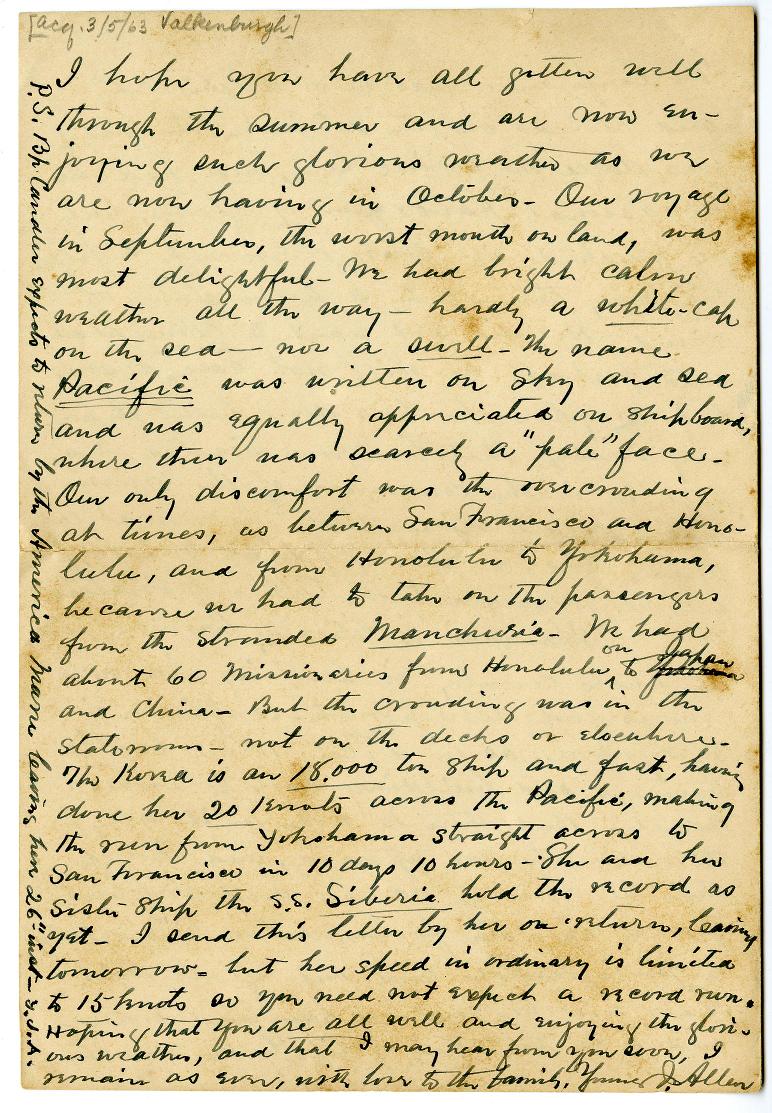 [acq. 3/5/63 Valkenburgh]
I hope you have all gotten well
through the summer and are now en-
joying such glorious weather as we
are now having in October - Our voyage
in September, the worst month on land, was
most delightful - We had bright calm
weather all the way - hardly a white-cap
on the sea - nor a swell - The name
Pacific was written on sky and sea
and was equally appreciated on shipboard,
where there was scarcely a "pale" face -
Our only discomfort was the overcrowding
at times, as between San Francisco and Hono-
lulu, and from Honolulu to Yokohama,
because we had to take on the passengers
from the stranded Manchuria - We had
about 60 Missionaries from Honolulu on to Japan
and China - But the crowding was in the
staterooms - not on the decks or elsewhere -
The Korea is an 18,000 ton ship and fast, having
done her 20 Knots across the Pacific, making
the run from Yokohama straight across to
San Francisco in 10 days 10 hours - She and her
sister ship the S.S. Siberia hold the record as
yet - I send this letter by her on return, leaving
tomorrow - but her speed in ordinary is limited
to 15 knots so you need not expect a record run.
Hoping that you are all well and enjoying the glori-
ous weather, and that I may hear from you soon, I
remain as ever, with love to the family, Yours J. Allen
P.S. Bp Candler expects to return by the America Maru leaving here 26" inst - Y.J.A.